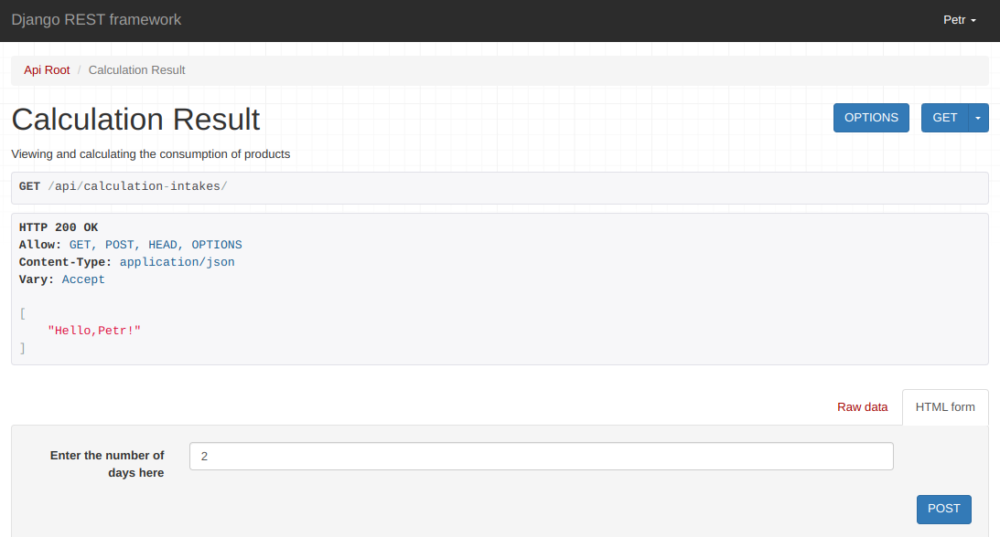 Django REST framework
Petr
Api Root / Calculation Result
Calculation Result
OPTIONS
GET
Viewing and calculating the consumption of products
GET /api/calculation-intakes/
HTTP 200 OK
Allow: GET, POST, HEAD, OPTIONS
Content-Type: application/json
Vary: Accept
[
    "Hello,Petr!"
]
Raw data
HTML form
Enter the number of
days here
2
POST